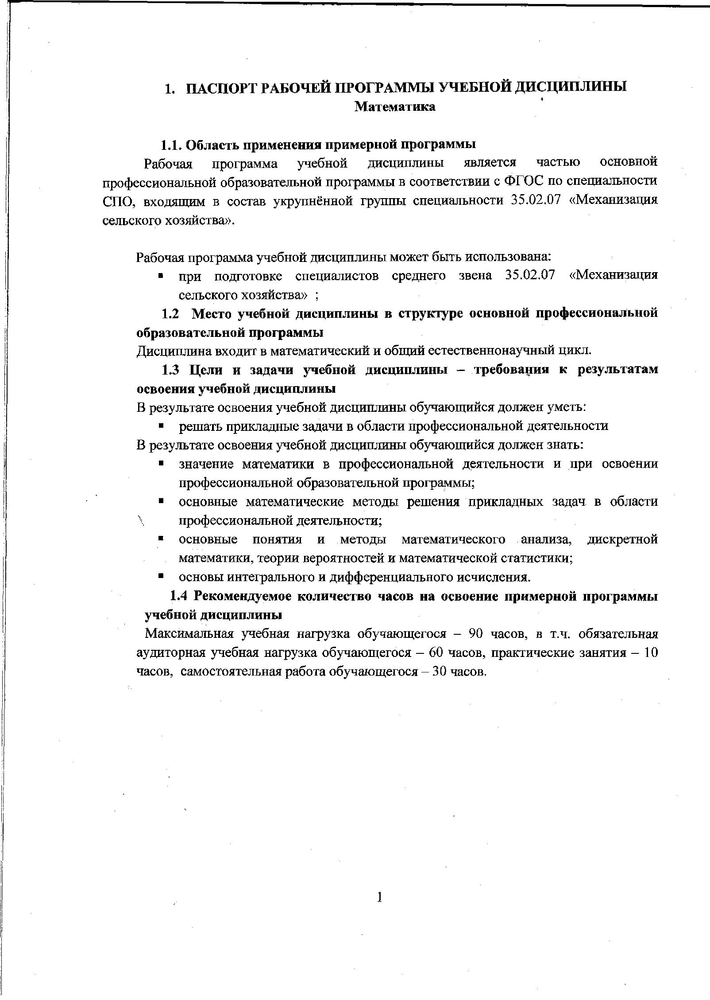 1. ПАСПОРТ РАБОЧЕЙ ПРОГРАММЫ УЧЕБНОЙ ДИСЦИПЛИНЫ
Математика
1.1. Область применения примерной программы
Рабочая программа учебной дисциплины является частью основной
профессиональной образовательной программы в соответствии с ФГОС по специальности
СПО, входящим в состав укрупнённой группы специальности 35.02.07 «Механизация
сельского хозяйства».
Рабочая программа учебной дисциплины может быть использована:
▪ при подготовке специалистов среднего звена 35.02.07 «Механизация
сельского хозяйства» ;
1.2 Место учебной дисциплины в структуре основной профессиональной
образовательной программы
Дисциплина входит в математический и общий естественнонаучный цикл.
1.3 Цели и задачи учебной дисциплины – требования к результатам
освоения учебной дисциплины
В результате освоения учебной дисциплины обучающийся должен уметь:
▪ решать прикладные задачи в области профессиональной деятельности
В результате освоения учебной дисциплины обучающийся должен знать:
▪ значение математики в профессиональной деятельности и при освоении
профессиональной образовательной программы;
▪ основные математические методы решения прикладных задач в области
профессиональной деятельности;
▪ основные понятия и методы математического анализа, дискретной
математики, теории вероятностей и математической статистики;
▪ основы интегрального и дифференциального исчисления.
1.4 Рекомендуемое количество часов на освоение примерной программы
учебной дисциплины
Максимальная учебная нагрузка обучающегося – 90 часов, в т.ч. обязательная
аудиторная учебная нагрузка обучающегося – 60 часов, практические занятия – 10
часов, самостоятельная работа обучающегося – 30 часов.
1